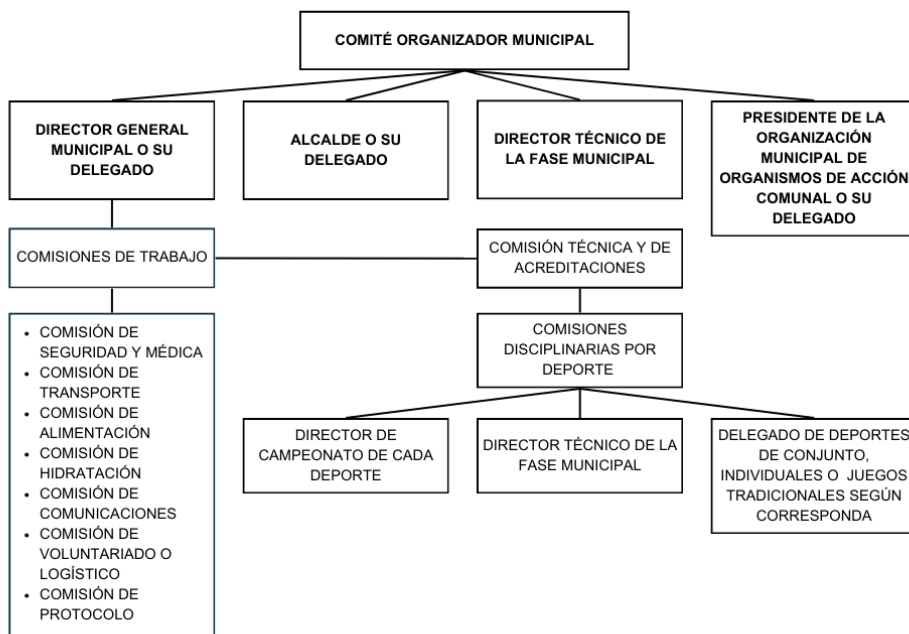 COMITÉ ORGANIZADOR MUNICIPAL
DIRECTOR GENERAL
MUNICIPAL O SU
DELEGADO
ALCALDE O SU
DELEGADO
DIRECTOR TÉCNICO DE
LA FASE MUNICIPAL
PRESIDENTE DE LA
ORGANIZACIÓN
MUNICIPAL DE
ORGANISMOS DE ACCIÓN
COMUNAL O SU
DELEGADO
COMISIONES DE TRABAJO
COMISIÓN TÉCNICA Y DE
ACREDITACIONES
• COMISIÓN DE
SEGURIDAD Y MÉDICA
• COMISIÓN DE
TRANSPORTE
• COMISIÓN DE
ALIMENTACIÓN
• COMISIÓN DE
HIDRATACIÓN
• COMISIÓN DE
COMUNICACIONES
• COMISIÓN DE
VOLUNTARIADO O
LOGÍSTICO
• COMISIÓN DE
PROTOCOLO
COMISIONES
DISCIPLINARIAS POR
DEPORTE
DIRECTOR DE
CAMPEONATO DE CADA
DEPORTE
DIRECTOR TÉCNICO DE LA
FASE MUNICIPAL
DELEGADO DE DEPORTES
DE CONJUNTO,
INDIVIDUALES O JUEGOS
TRADICIONALES SEGÚN
CORRESPONDA